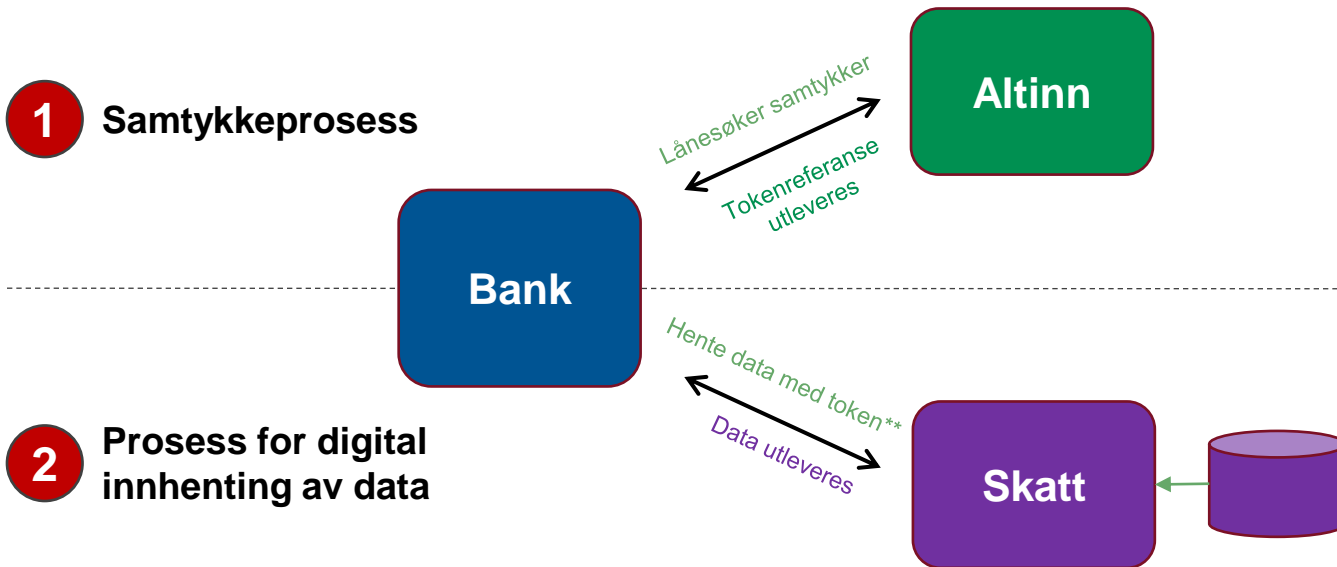 Altinn
1
Samtykkeprosess
Lånesøker samtykker
Tokenreferanse
utleveres
Bank
Hente data med token**
Data utleveres
2
Prosess for digital
innhenting av data
Skatt